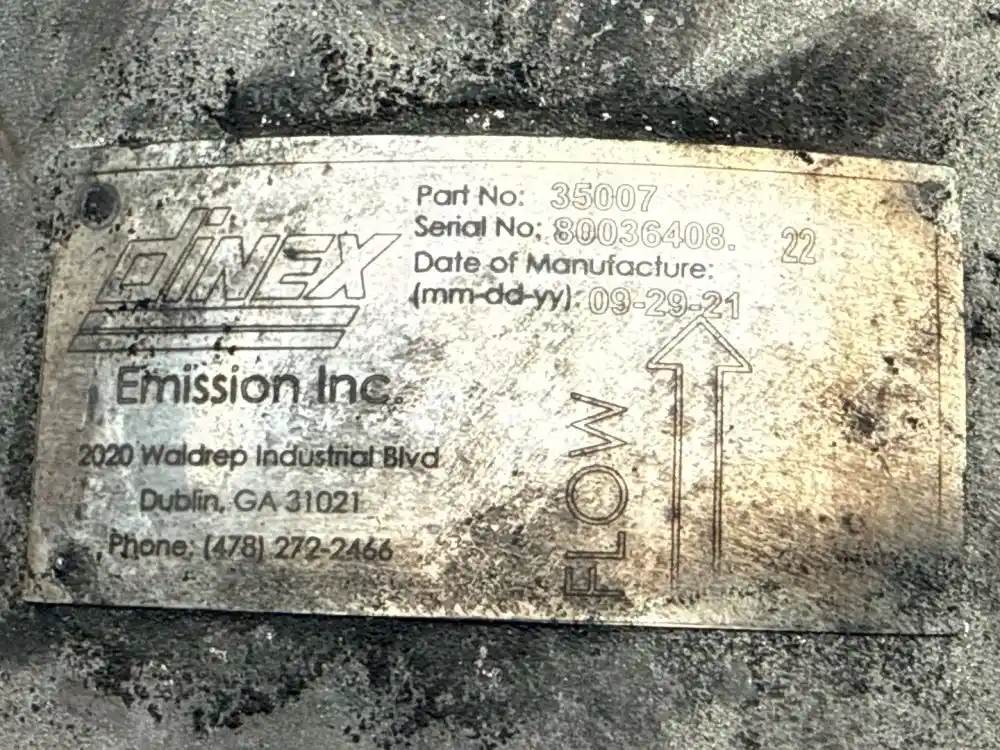 Part No: 35007
Serial No: 80036408. 22
Date of Manufacture:
(mm-dd-yy): 09-29-21
DINEX
Emission Inc.
2020 Waldrep Industrial Blvd
Dublin, GA 31021
Phone: (478) 272-2466
FLOW